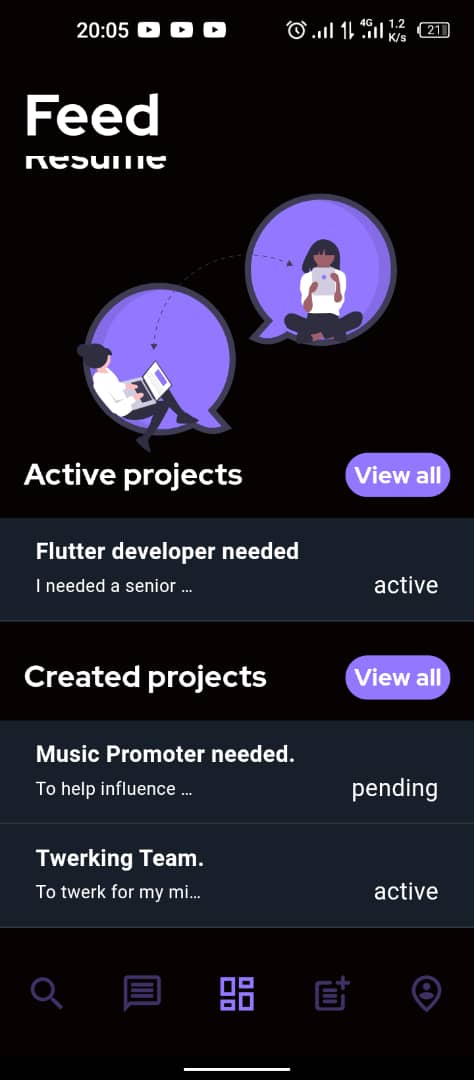 20:05
4G 1.2 K/s 21
Feed
Resume
Active projects View all
Flutter developer needed
I needed a senior ...
active
Created projects View all
Music Promoter needed.
To help influence ...
pending
Twerking Team.
To twerk for my mi...
active